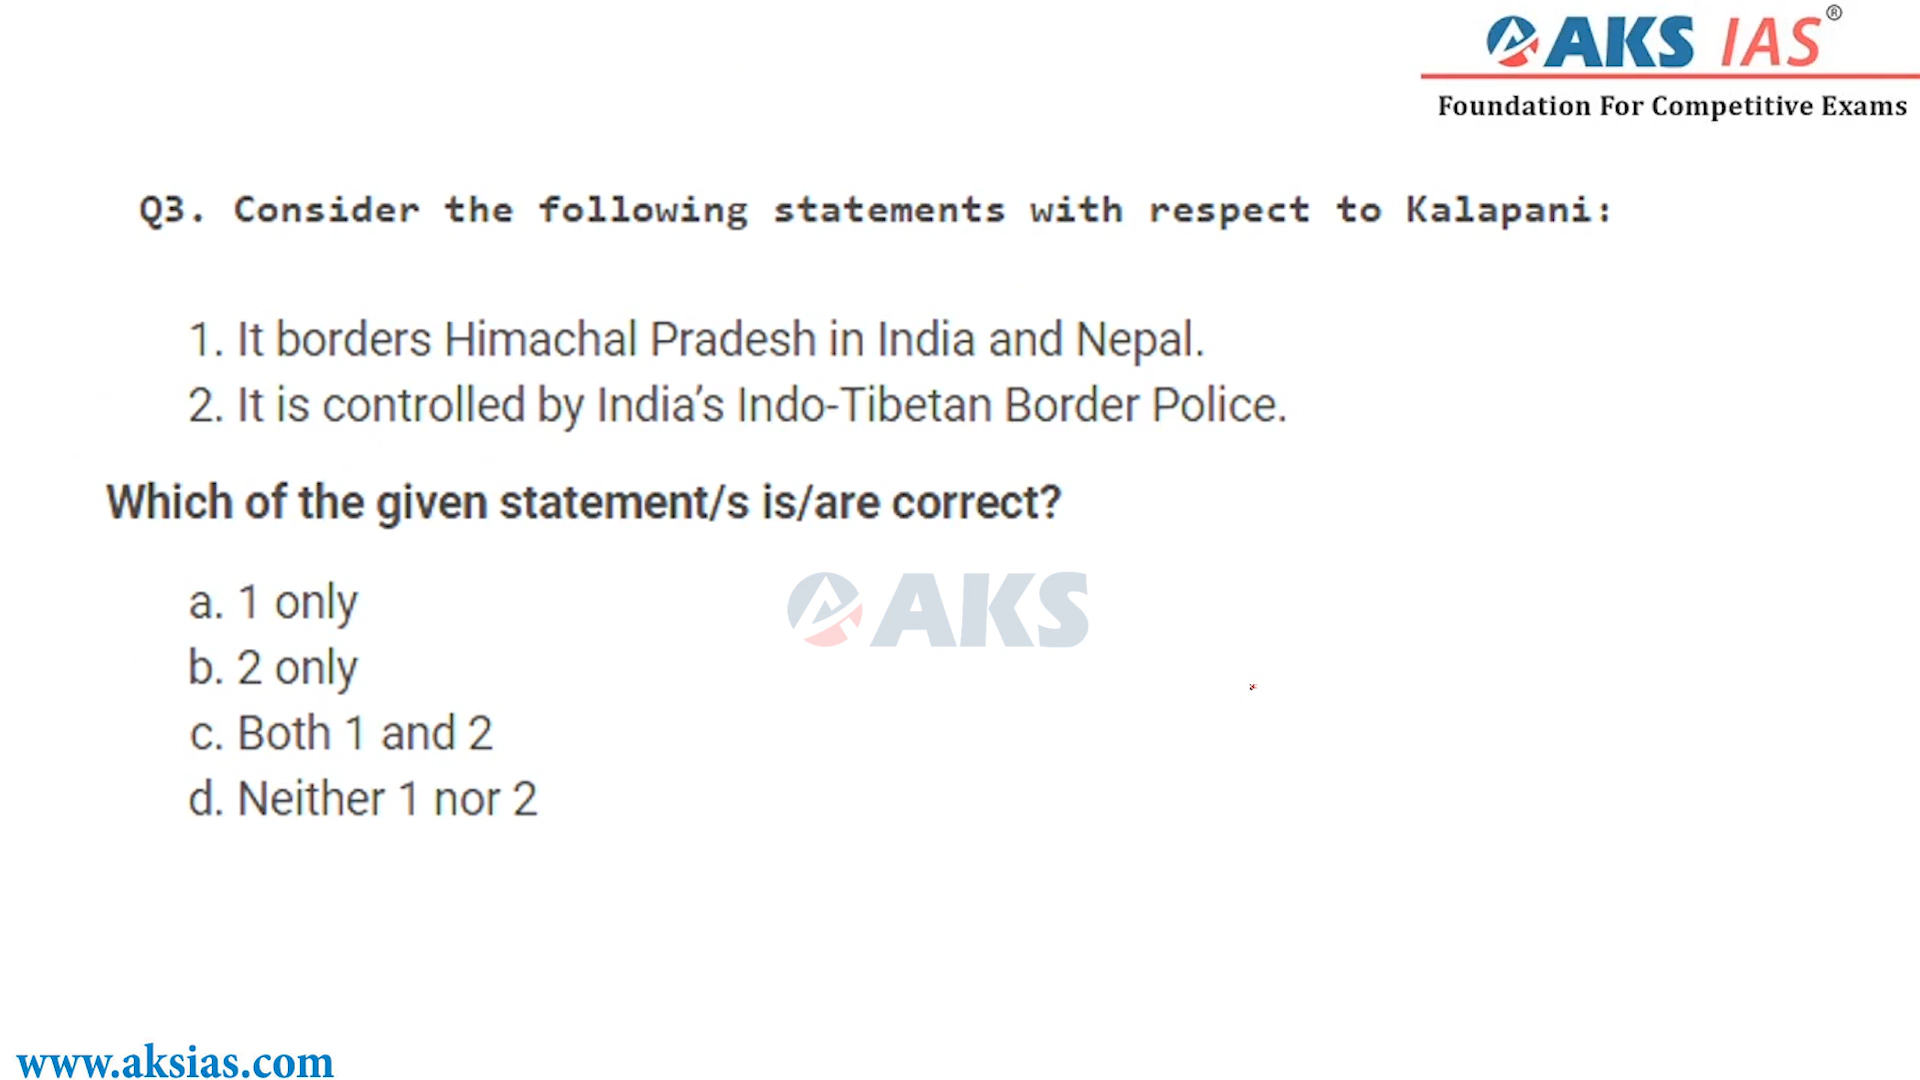 AKS IAS®
Foundation For Competitive Exams
Q3. Consider the following statements with respect to Kalapani:
1. It borders Himachal Pradesh in India and Nepal.
2. It is controlled by India’s Indo-Tibetan Border Police.
Which of the given statement/s is/are correct?
a. 1 only
AKS
b. 2 only
c. Both 1 and 2
d. Neither 1 nor 2
www.aksias.com